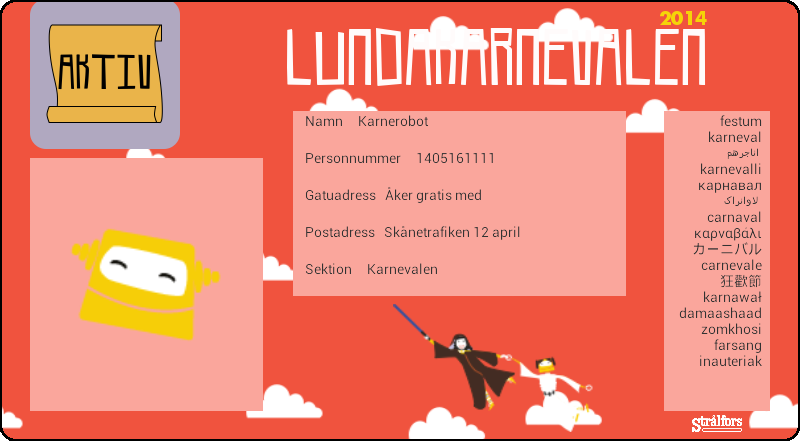 2014
AKTIV
LUNDAKARNEVALEN
Namn Karnerobot
Personnummer 1405161111
Gatuadress Åker gratis med
Postadress Skånetrafiken 12 april
Sektion Karnevalen
festum
karneval
اناجرهم
karnevalli
карнавал
لاوانراک
carnaval
καρναβάλι
カーニバル
carnevale
狂歡節
karnawał
damaashaad
zomkhosi
farsang
inauteriak
Strålfors